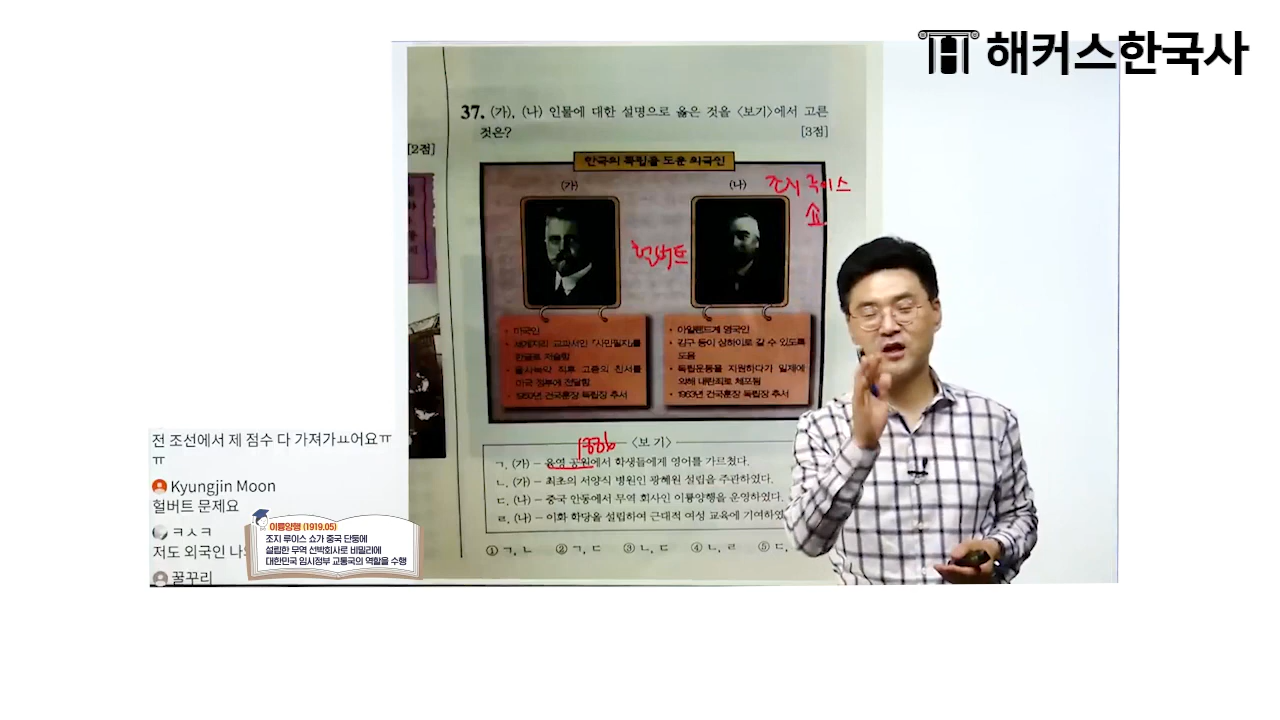 해커스한국사
37. (가), (나) 인물에 대한 설명으로 옳은 것을 〈보기〉에서 고른
것은?
[3점]
[2점]
한국의 독립을 도운 외국인
(가)
(나)
조지 루이스
쇼
헐버트
• 미국인
• 세계지리 교과서인 『사민필지』를
한글로 저술함
• 을사늑약 직후 고종의 친서를
미국 정부에 전달함
• 1950년 건국훈장 독립장 추서
• 아일랜드계 영국인
• 김구 등이 상하이로 갈 수 있도록
도움
• 독립운동을 지원하다가 일제에
의해 내란죄로 체포됨
• 1963년 건국훈장 독립장 추서
1886
〈보 기〉
ㄱ. (가) – 육영 공원에서 학생들에게 영어를 가르쳤다.
ㄴ. (가) – 최초의 서양식 병원인 광혜원 설립을 주관하였다.
ㄷ. (나) – 중국 안동에서 무역 회사인 이륭양행을 운영하였다.
ㄹ. (나) – 이화 학당을 설립하여 근대적 여성 교육에 기여하였
① ㄱ, ㄴ ② ㄱ, ㄷ ③ ㄴ, ㄷ ④ ㄴ, ㄹ ⑤ ㄷ,
전 조선에서 제 점수 다 가져가ㅛ어요ㅠ
ㅠ
Kyungjin Moon
헐버트 문제요
ㅋㅅㅋ
저도 외국인 나
꿀꾸리
이륭양행 (1919.05)
조지 루이스 쇼가 중국 단둥에
설립한 무역 선박회사로 비밀리에
대한민국 임시정부 교통국의 역할을 수행